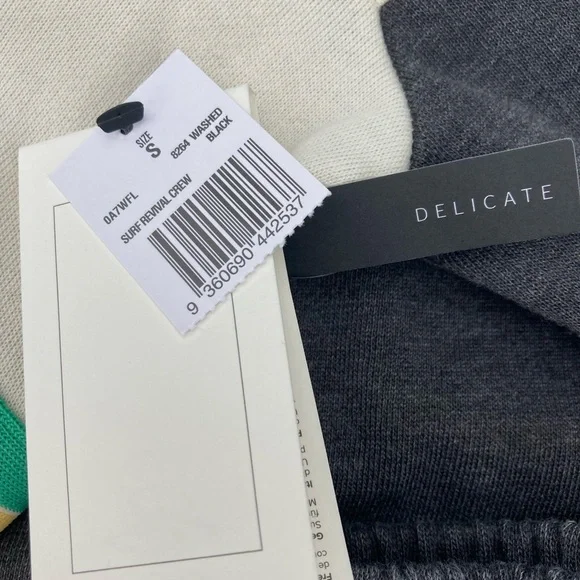 SIZE
S
8264 WASHED
BLACK
0A7WFL
SURF REVIVAL CREW
9 360690 442537
DELICATE